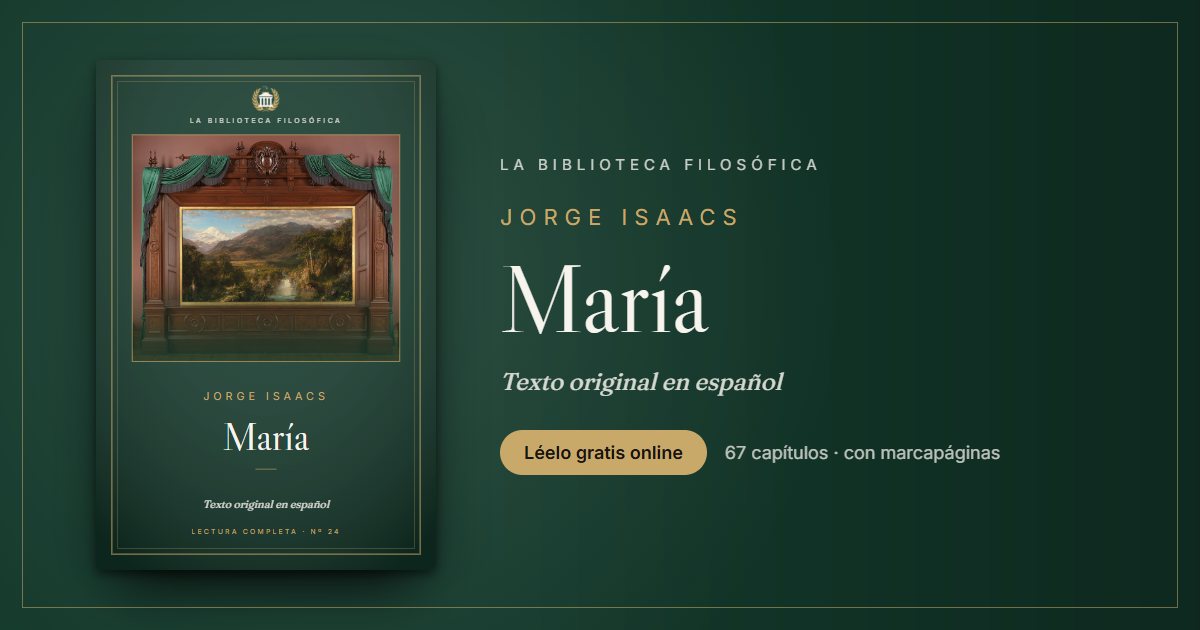 LA BIBLIOTECA FILOSÓFICA
JORGE ISAACS
María
Texto original en español
LECTURA COMPLETA · Nº 24
LA BIBLIOTECA FILOSÓFICA
JORGE ISAACS
María
Texto original en español
Léelo gratis online
67 capítulos · con marcapáginas